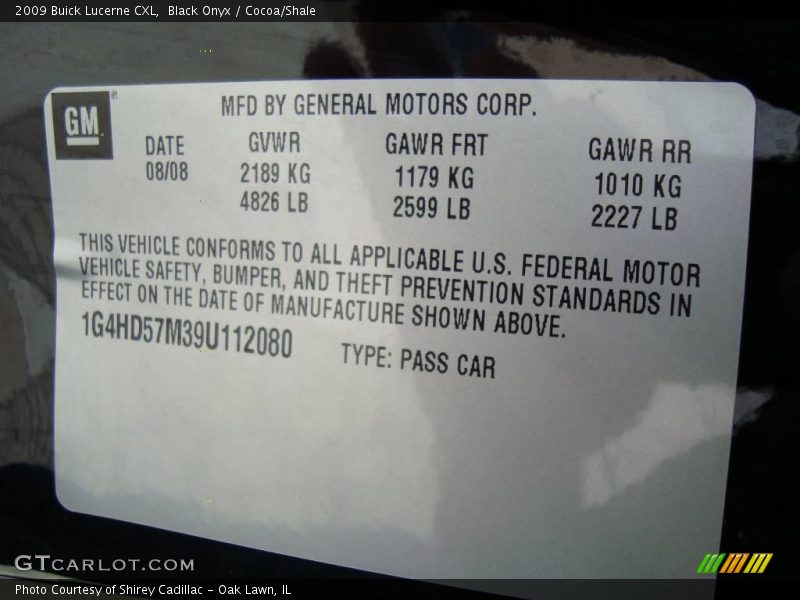 2009 Buick Lucerne CXL, Black Onyx / Cocoa/Shale
GM ®
MFD BY GENERAL MOTORS CORP.
DATE GVWR GAWR FRT GAWR RR
08/08 2189 KG 1179 KG 1010 KG
4826 LB 2599 LB 2227 LB
THIS VEHICLE CONFORMS TO ALL APPLICABLE U.S. FEDERAL MOTOR
VEHICLE SAFETY, BUMPER, AND THEFT PREVENTION STANDARDS IN
EFFECT ON THE DATE OF MANUFACTURE SHOWN ABOVE.
1G4HD57M39U112080 TYPE: PASS CAR
GTCARLOT.COM
Photo Courtesy of Shirey Cadillac - Oak Lawn, IL